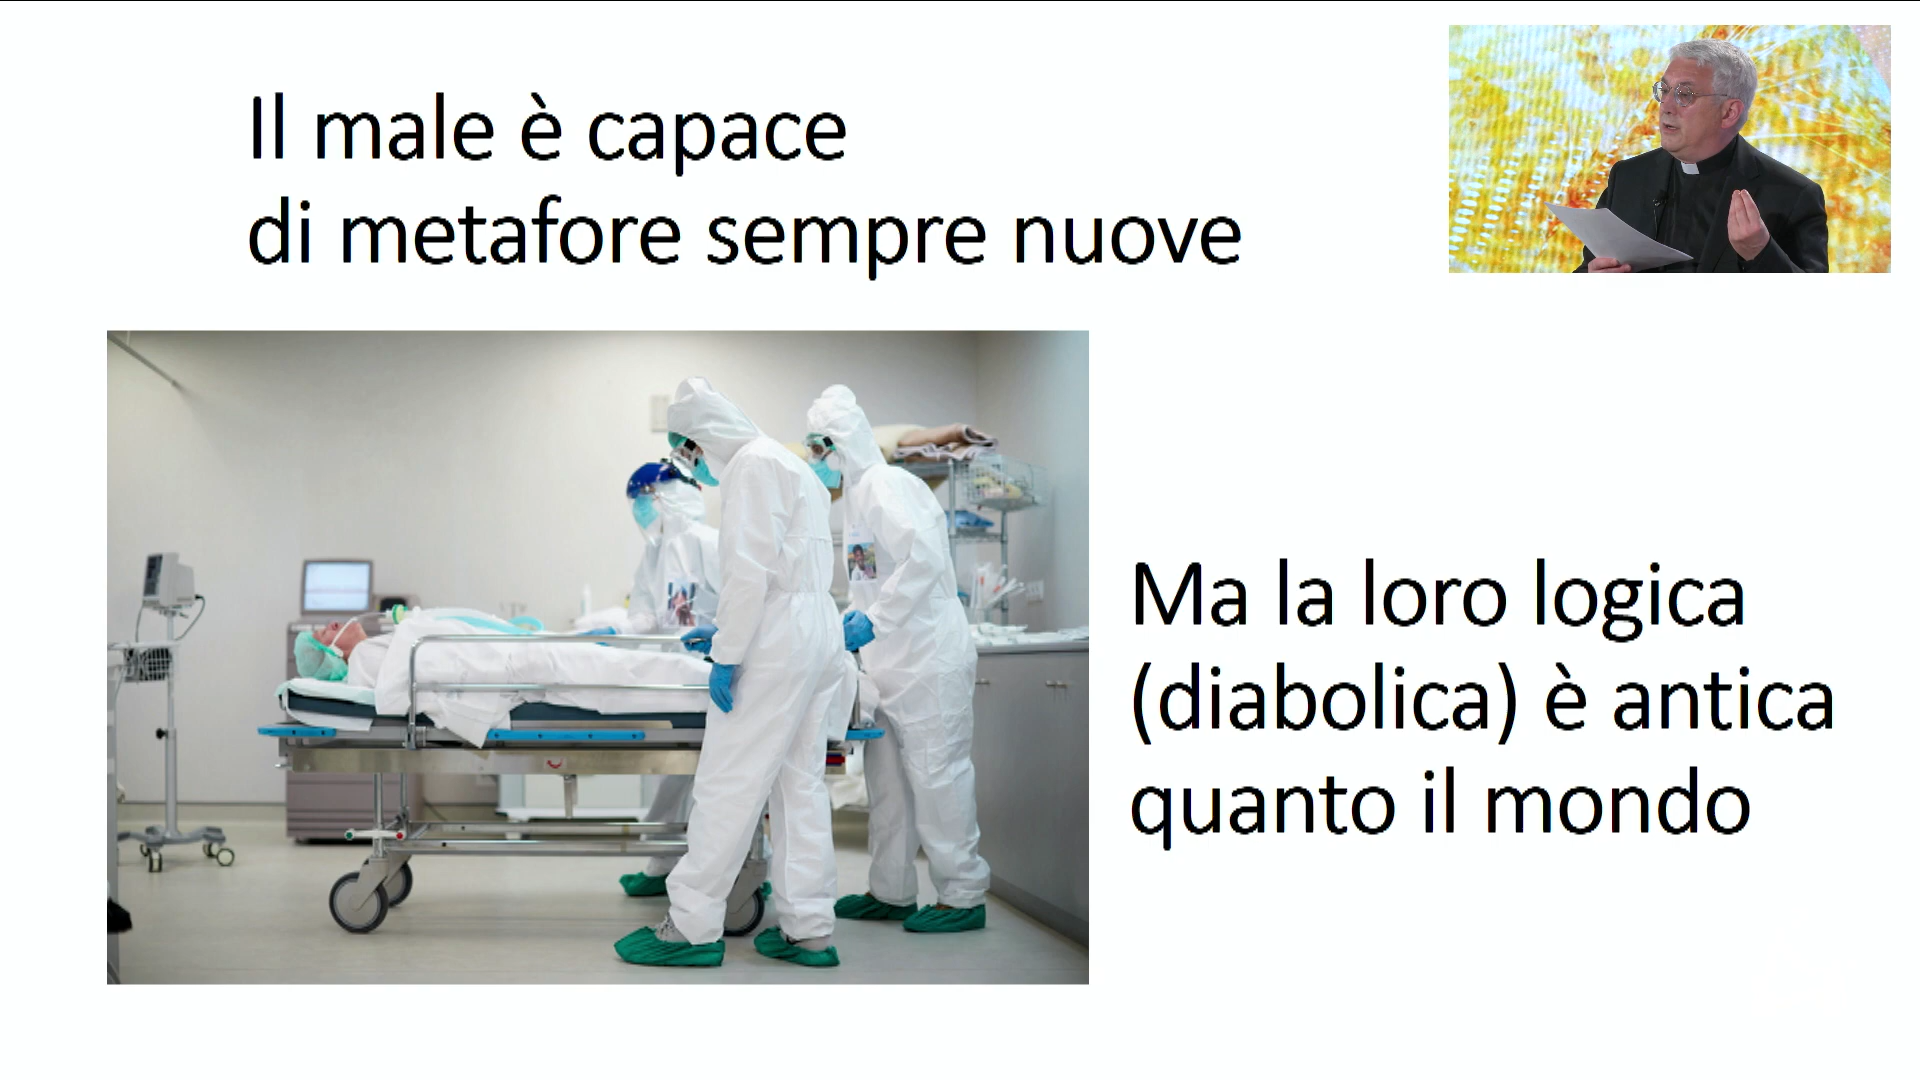 Il male è capace
di metafore sempre nuove
Ma la loro logica
(diabolica) è antica
quanto il mondo